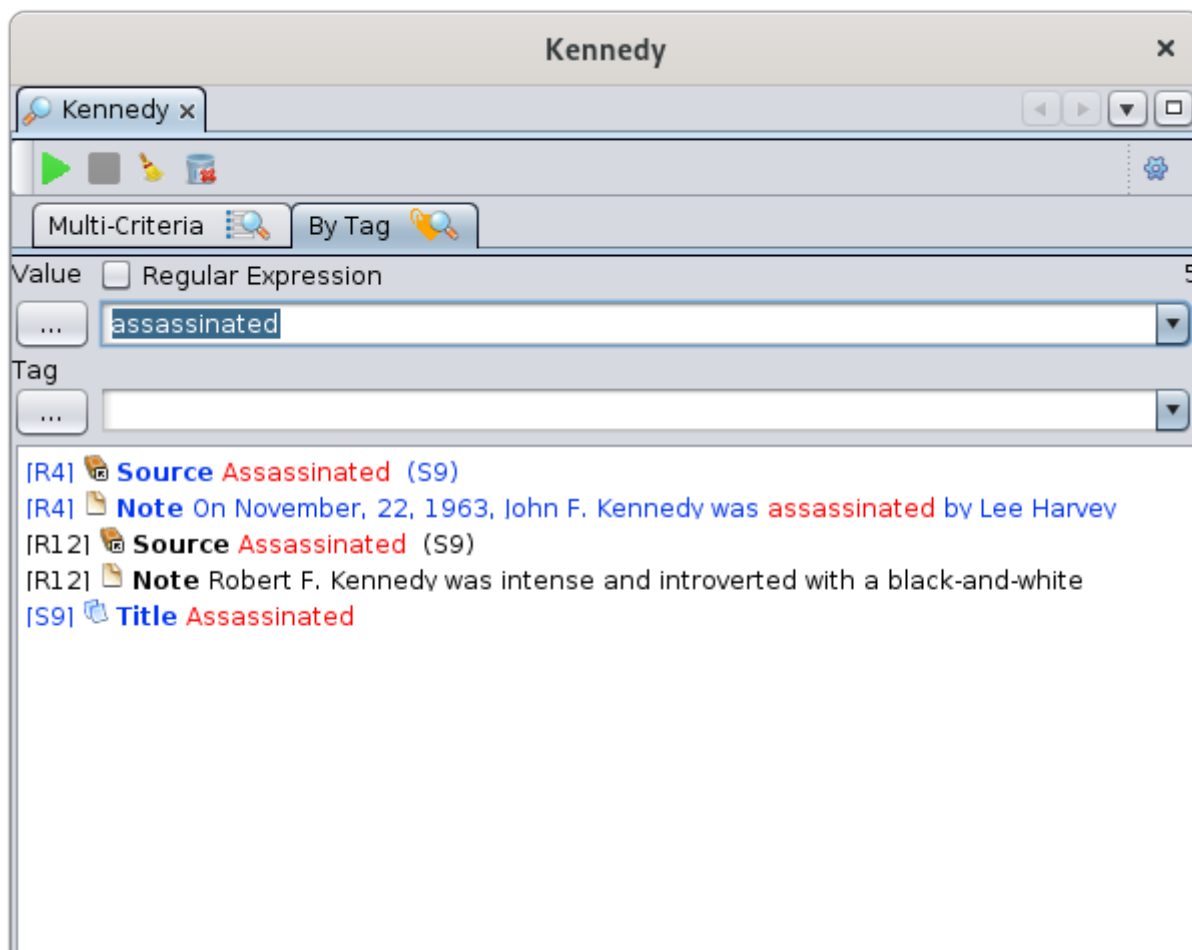 Kennedy
Kennedy
Multi-Criteria By Tag
Value Regular Expression 5
... assassinated
Tag
...
[R4] Source Assassinated (S9)
[R4] Note On November, 22, 1963, John F. Kennedy was assassinated by Lee Harvey
[R12] Source Assassinated (S9)
[R12] Note Robert F. Kennedy was intense and introverted with a black-and-white
[S9] Title Assassinated